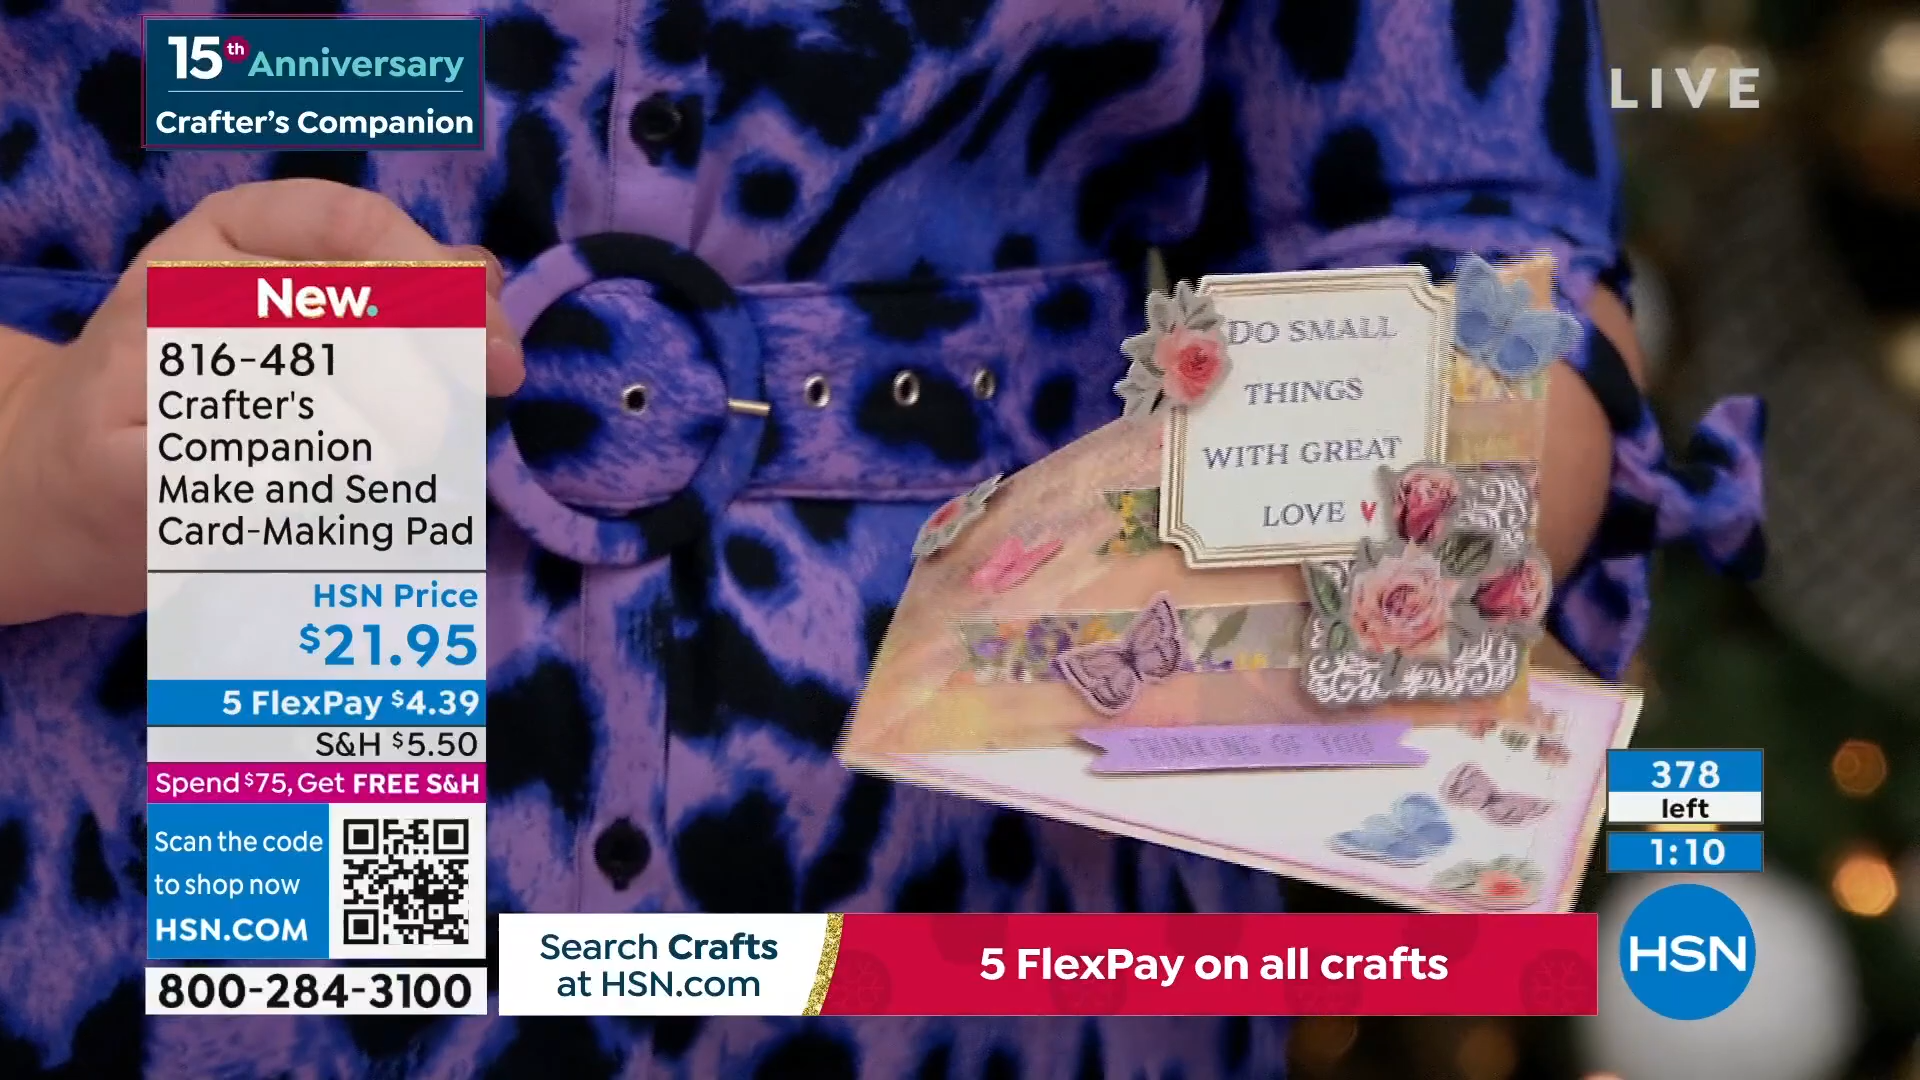 15th Anniversary
Crafter's Companion
LIVE
New.
816-481
Crafter's
Companion
Make and Send
Card-Making Pad
HSN Price
$21.95
5 FlexPay $4.39
S&H $5.50
Spend $75, Get FREE S&H
Scan the code
to shop now
HSN.COM
800-284-3100
DO SMALL
THINGS
WITH GREAT
LOVE
THINKING OF YOU
378
left
1:10
HSN
Search Crafts
at HSN.com
5 FlexPay on all crafts